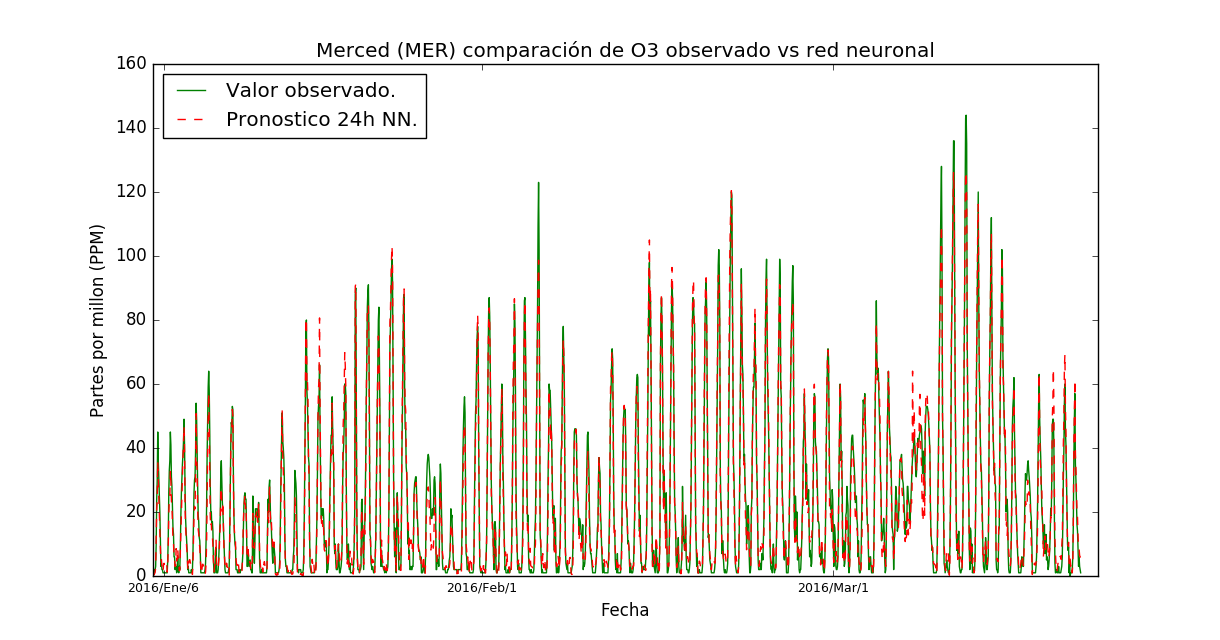 Merced (MER) comparación de O3 observado vs red neuronal
160
140
120
100
80
60
40
20
0
Partes por millon (PPM)
Valor observado.
Pronostico 24h NN.
2016/Ene/6
2016/Feb/1
2016/Mar/1
Fecha